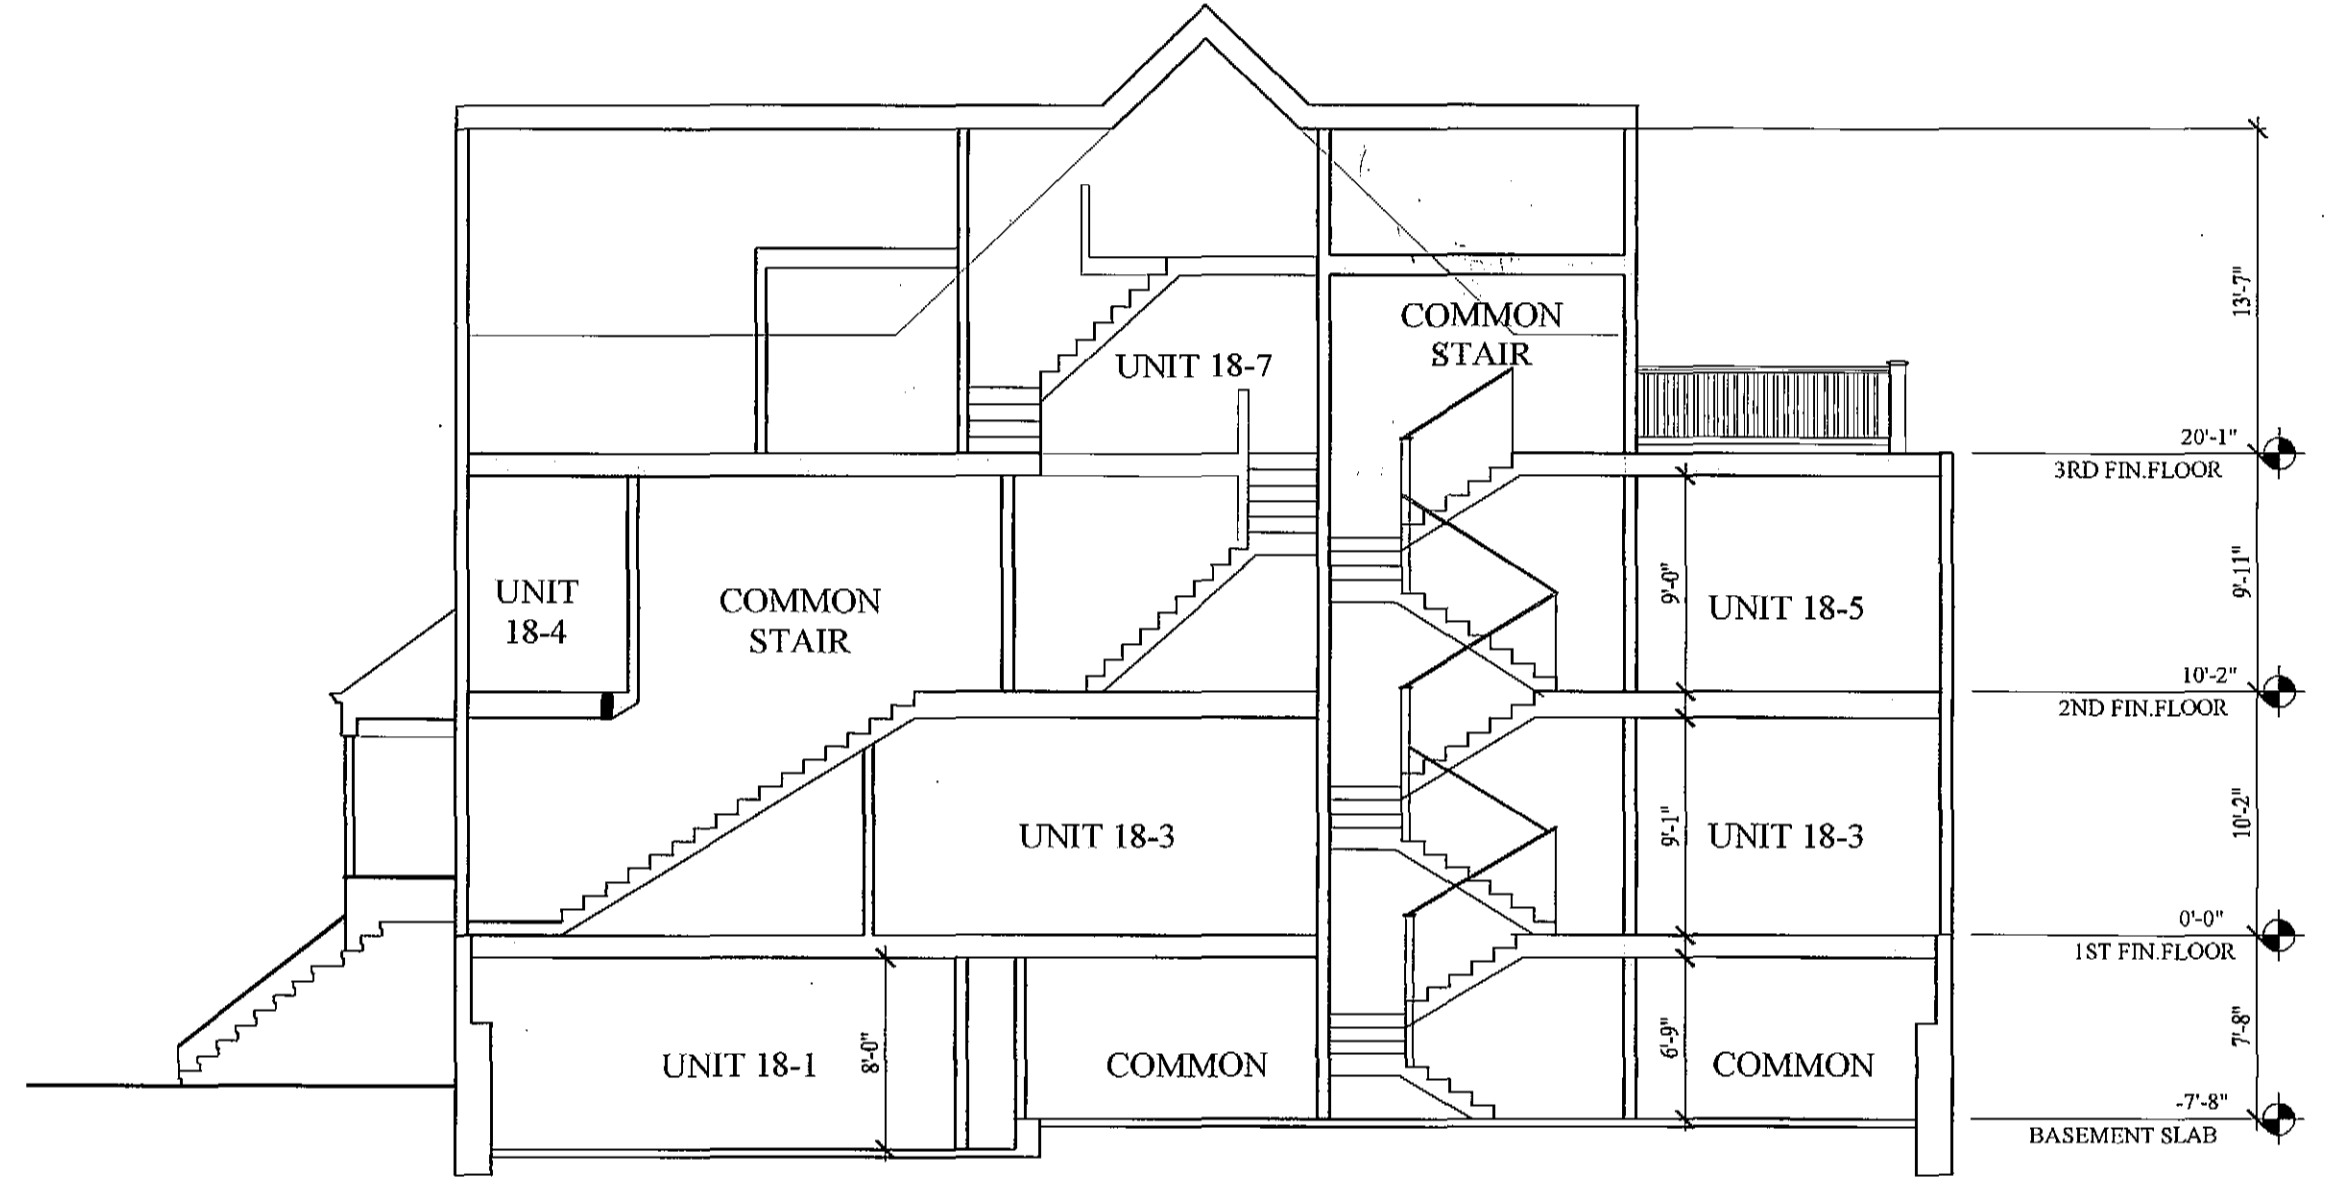 13'-7"
COMMON
STAIR
UNIT 18-7
20'-1"
3RD FIN.FLOOR
UNIT
18-4
COMMON
STAIR
9'-0"
UNIT 18-5
9'-11"
10'-2"
2ND FIN.FLOOR
UNIT 18-3
9'-1"
UNIT 18-3
10'-2"
0'-0"
1ST FIN.FLOOR
UNIT 18-1
8'-0"
COMMON
6'-9"
COMMON
7'-8"
-7'-8"
BASEMENT SLAB